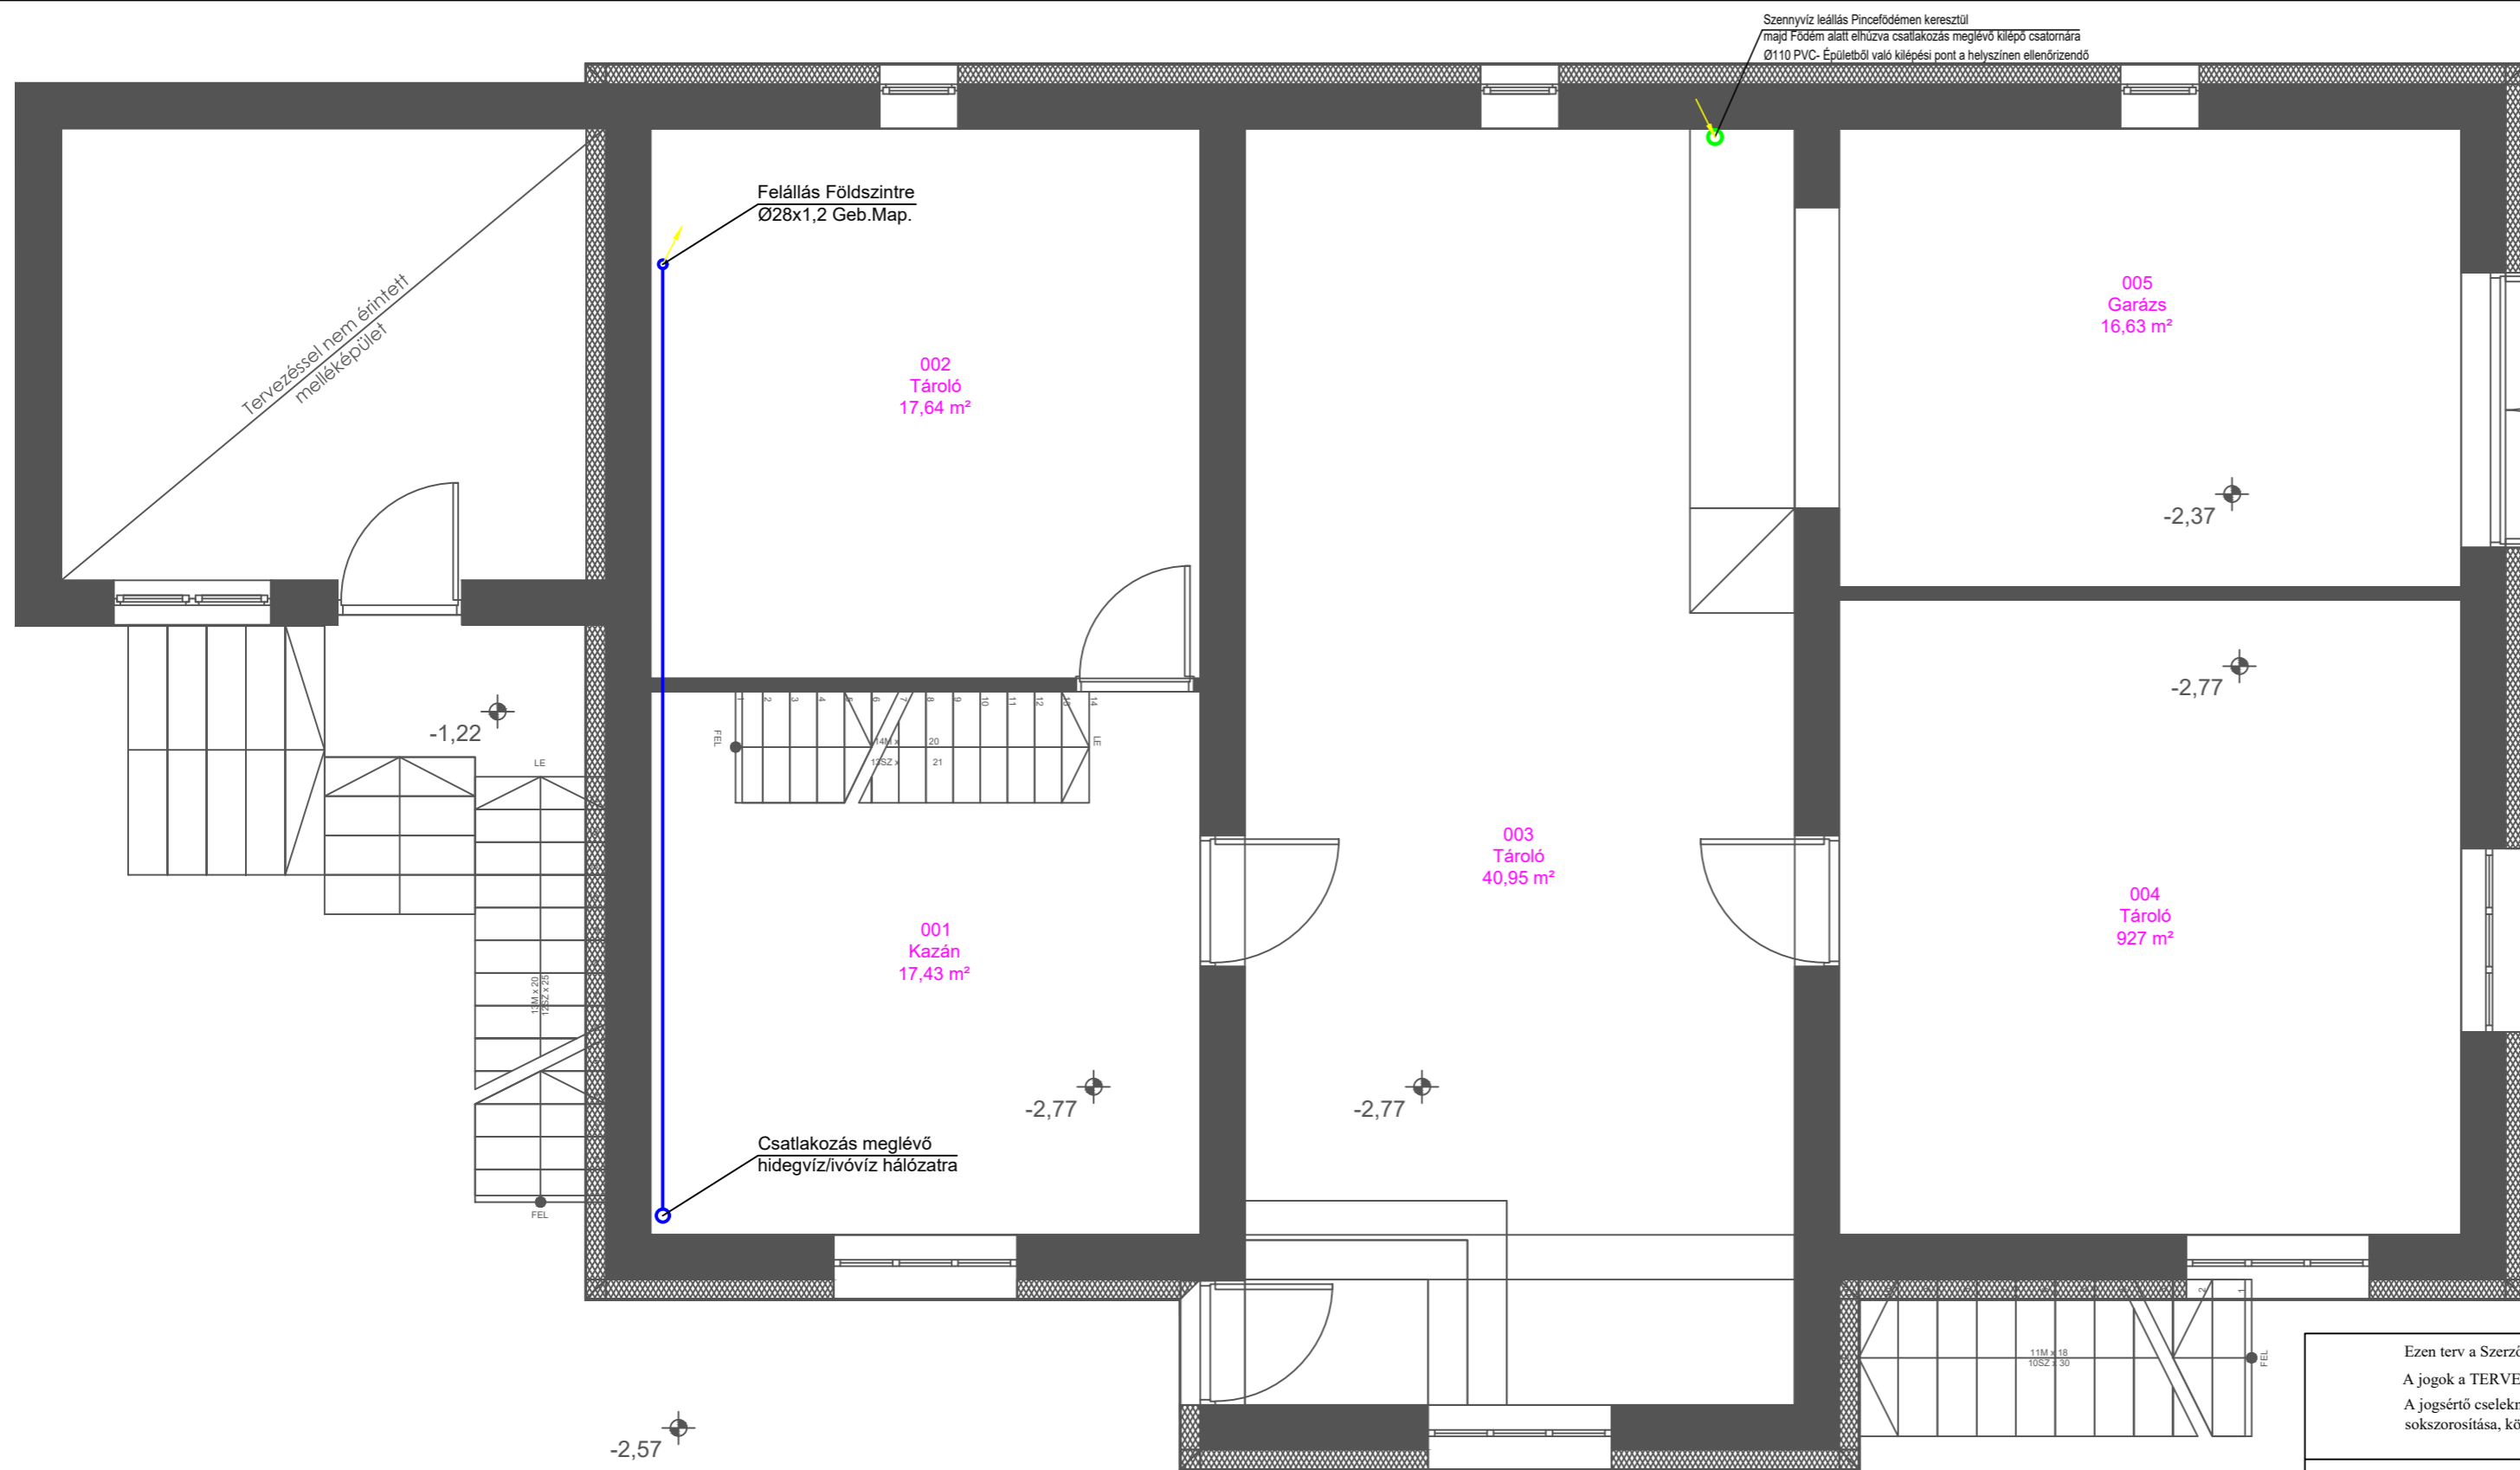 Szennyvíz leállás Pincefödémen keresztül
majd Födém alatt elhúzva csatlakozás meglévő kilépő csatornára
Ø110 PVC- Épületből való kilépési pont a helyszínen ellenőrizendő
Felállás Földszintre
Ø28x1,2 Geb.Map.
Tervezéssel nem érintett
melléképület
002
Tároló
17,64 m²
005
Garázs
16,63 m²
-2,37
-2,77
-1,22
LE
FEL
1 2 3 4 5 6 7 8 9 10 11 12 13 14
14M x 20
13SZ x 21
LE
003
Tároló
40,95 m²
004
Tároló
927 m²
001
Kazán
17,43 m²
13M x 20
12SZ x 25
FEL
-2,77
-2,77
Csatlakozás meglévő
hidegvíz/ivóvíz hálózatra
2 1
11M x 18
10SZ x 30
FEL
-2,57
Ezen terv a Szerző
A jogok a TERVE
A jogsértő cselekm
sokszorosítása, kö